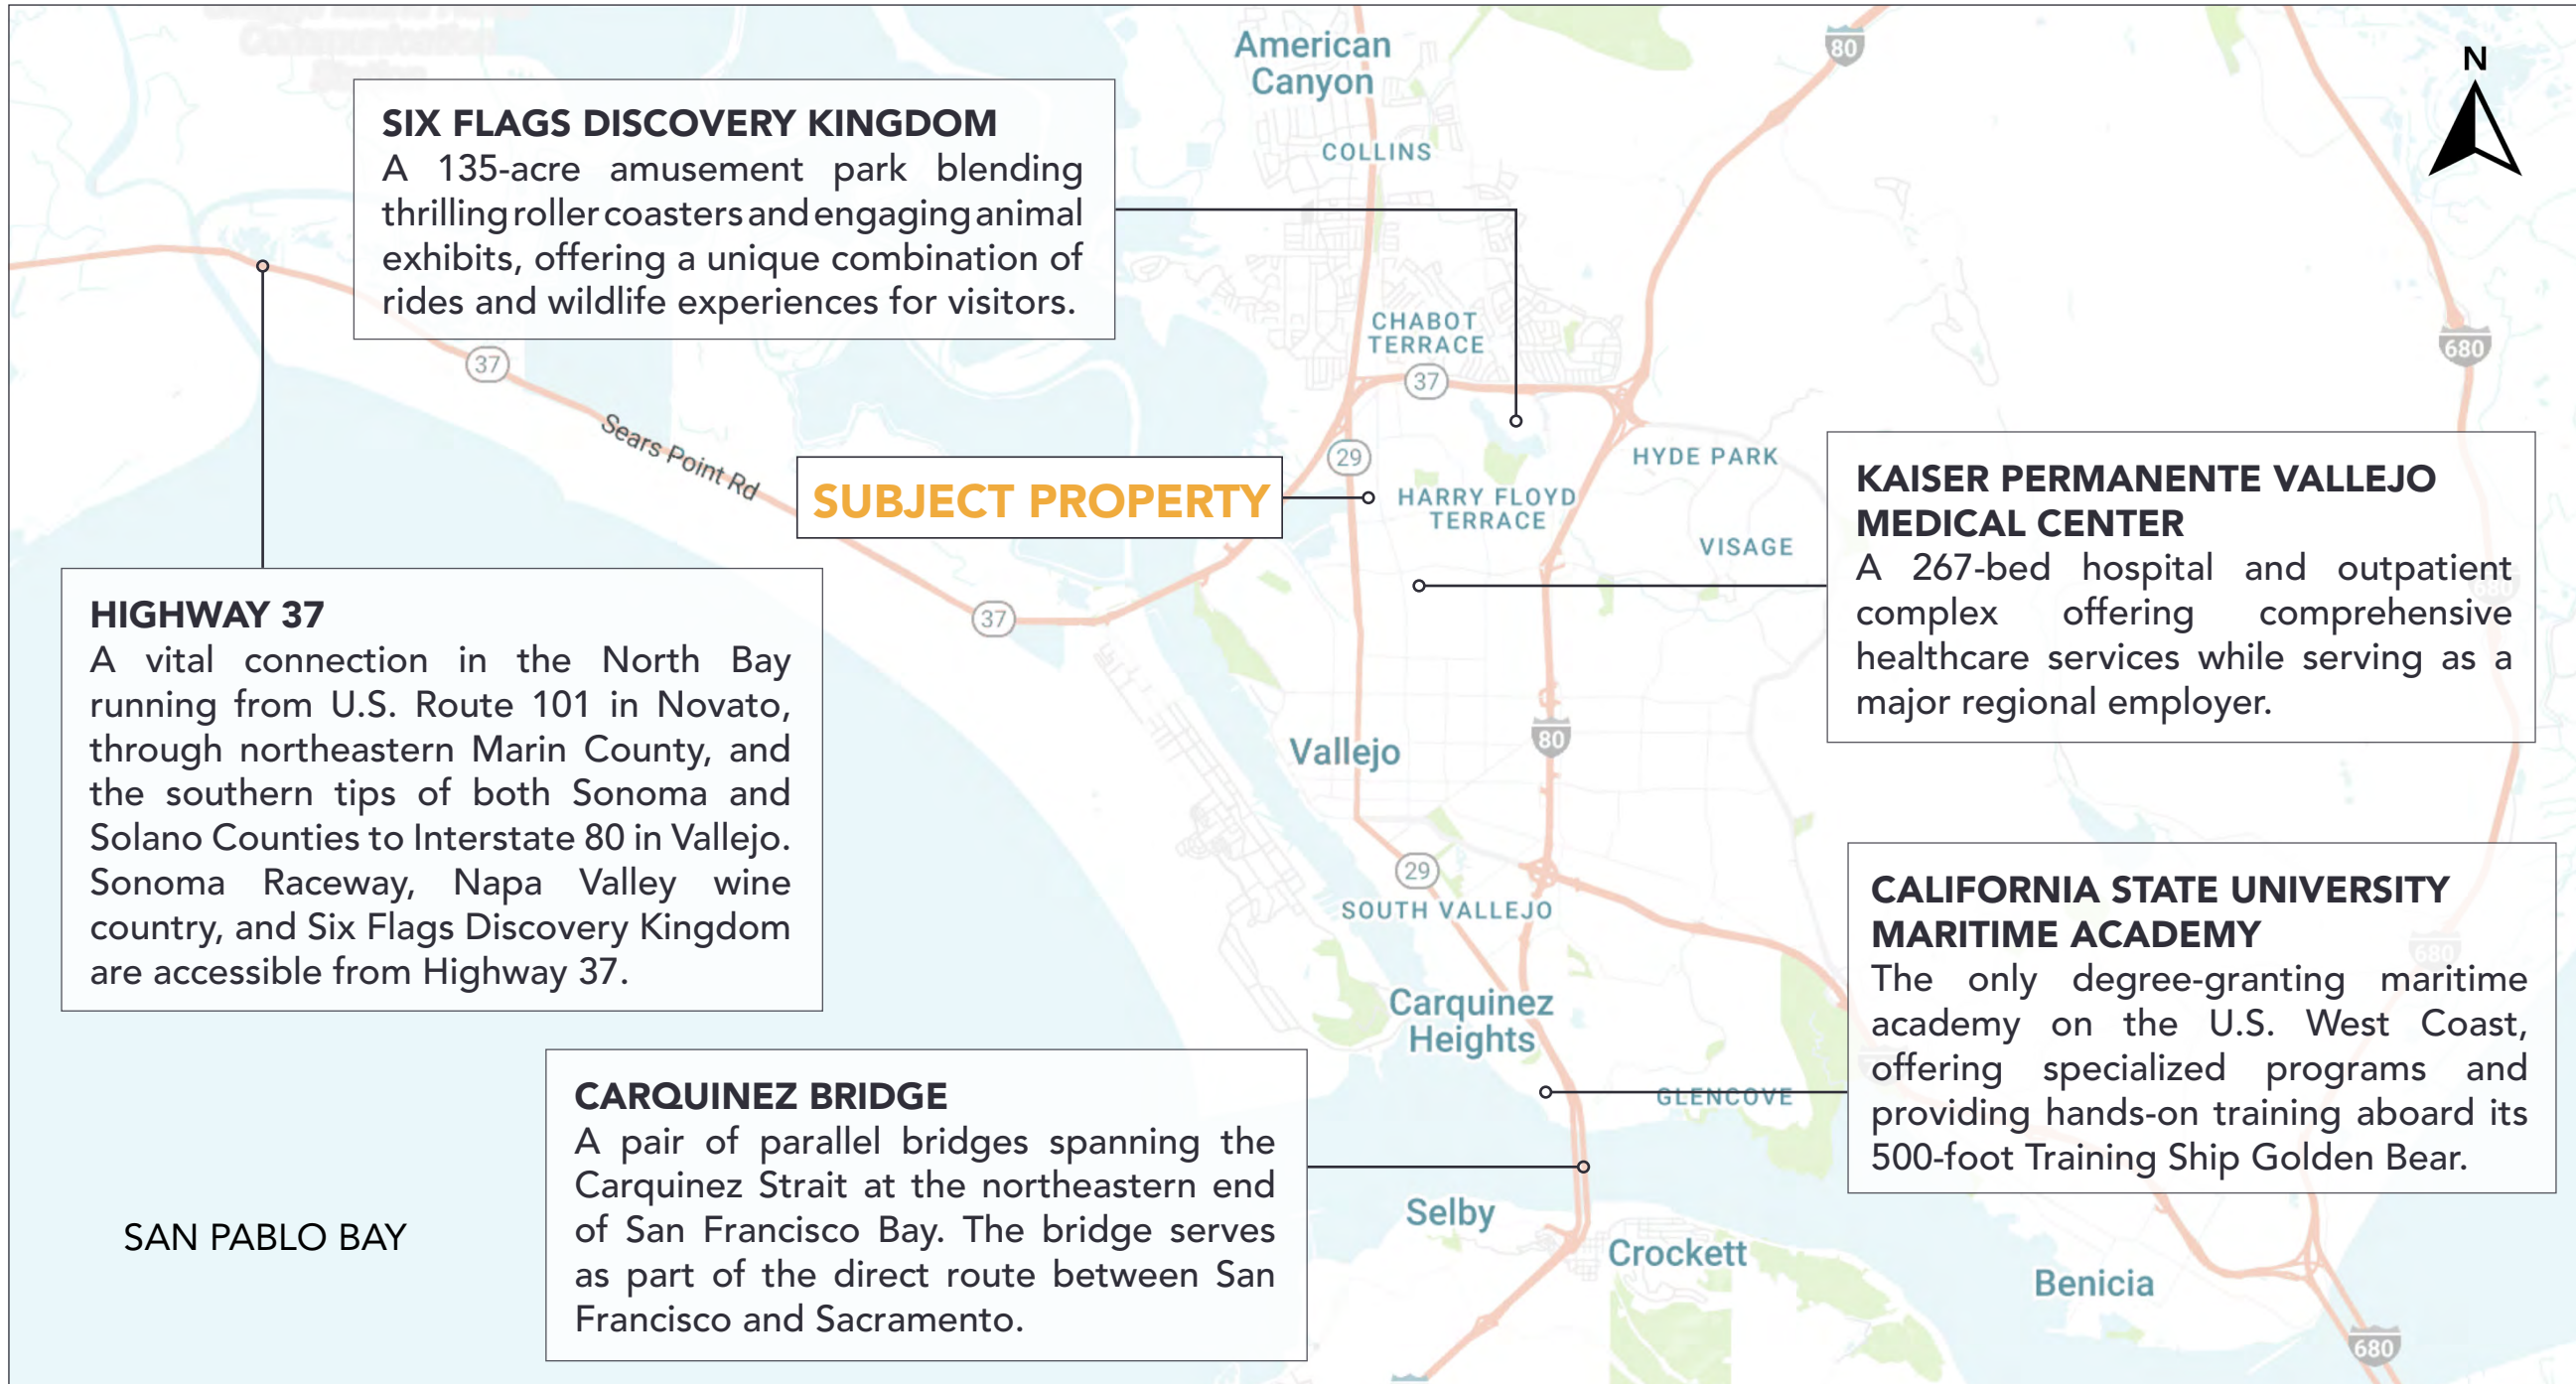 American
Canyon
80
N
SIX FLAGS DISCOVERY KINGDOM
A 135-acre amusement park blending
thrilling roller coasters and engaging animal
exhibits, offering a unique combination of
rides and wildlife experiences for visitors.
COLLINS
CHABOT
TERRACE
37
37
680
Sears Point Rd
29
HYDE PARK
SUBJECT PROPERTY
HARRY FLOYD
TERRACE
VISAGE
KAISER PERMANENTE VALLEJO
MEDICAL CENTER
A 267-bed hospital and outpatient
complex offering comprehensive
healthcare services while serving as a
major regional employer.
680
HIGHWAY 37
A vital connection in the North Bay
running from U.S. Route 101 in Novato,
through northeastern Marin County, and
the southern tips of both Sonoma and
Solano Counties to Interstate 80 in Vallejo.
Sonoma Raceway, Napa Valley wine
country, and Six Flags Discovery Kingdom
are accessible from Highway 37.
37
Vallejo
80
29
SOUTH VALLEJO
CALIFORNIA STATE UNIVERSITY
MARITIME ACADEMY
The only degree-granting maritime
academy on the U.S. West Coast,
offering specialized programs and
providing hands-on training aboard its
500-foot Training Ship Golden Bear.
680
Carquinez
Heights
GLENCOVE
CARQUINEZ BRIDGE
A pair of parallel bridges spanning the
Carquinez Strait at the northeastern end
of San Francisco Bay. The bridge serves
as part of the direct route between San
Francisco and Sacramento.
SAN PABLO BAY
Selby
Crockett
Benicia
680